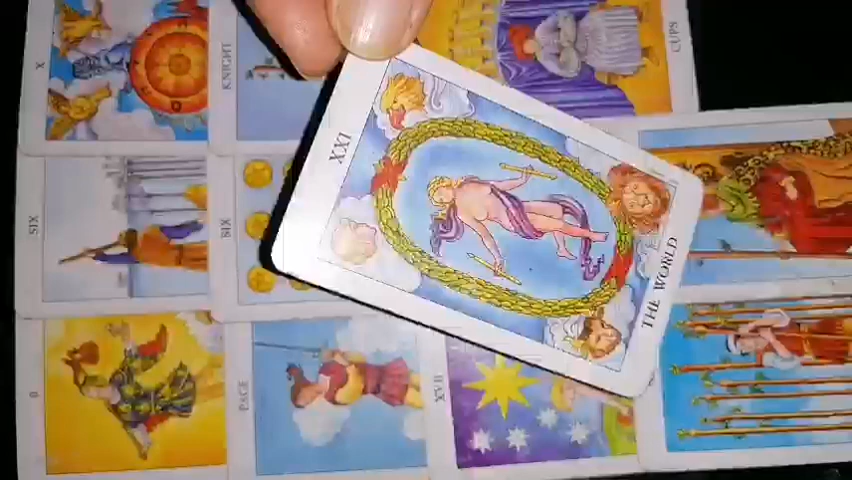 X
KNIGHT
CUPS
XXI
THE WORLD
SIX
SIX
0
PAGE
XVII